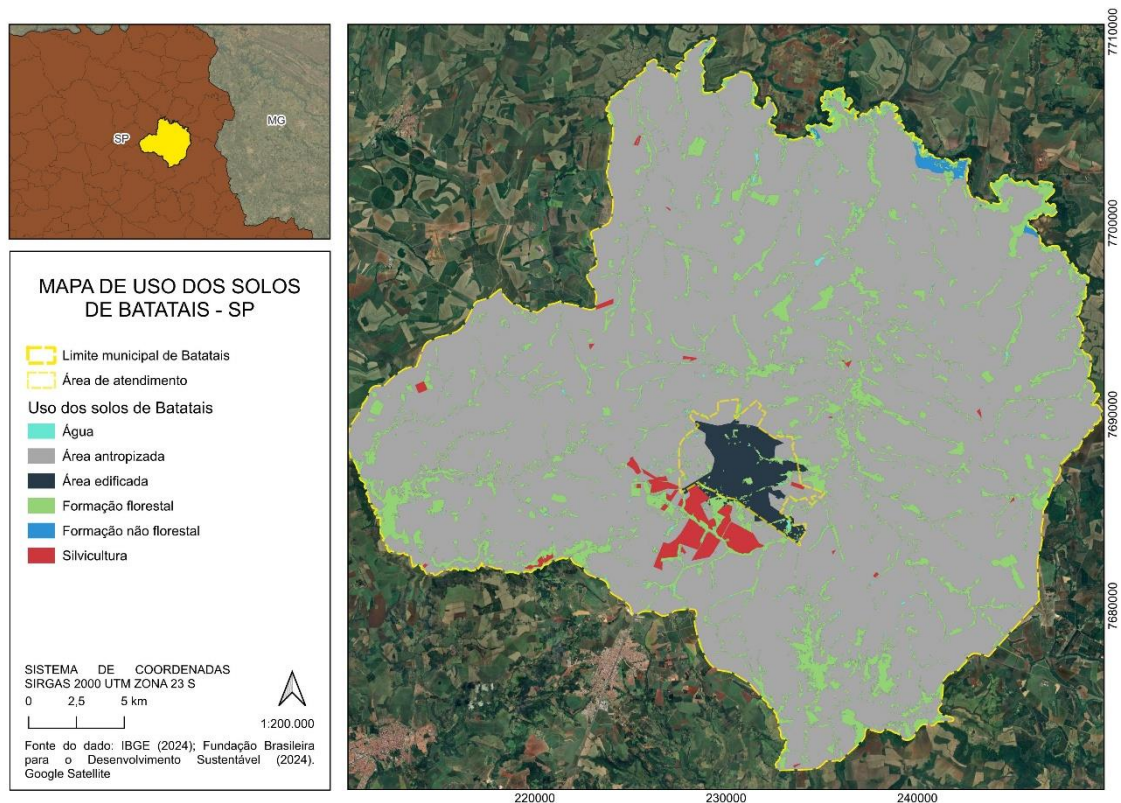 SP
MG
MAPA DE USO DOS SOLOS
DE BATATAIS - SP
Limite municipal de Batatais
Área de atendimento
Uso dos solos de Batatais
Água
Área antropizada
Área edificada
Formação florestal
Formação não florestal
Silvicultura
SISTEMA DE COORDENADAS
SIRGAS 2000 UTM ZONA 23 S
0 2,5 5 km
1:200.000
Fonte do dado: IBGE (2024); Fundação Brasileira
para o Desenvolvimento Sustentável (2024).
Google Satellite
7710000
7700000
7690000
7680000
220000
230000
240000